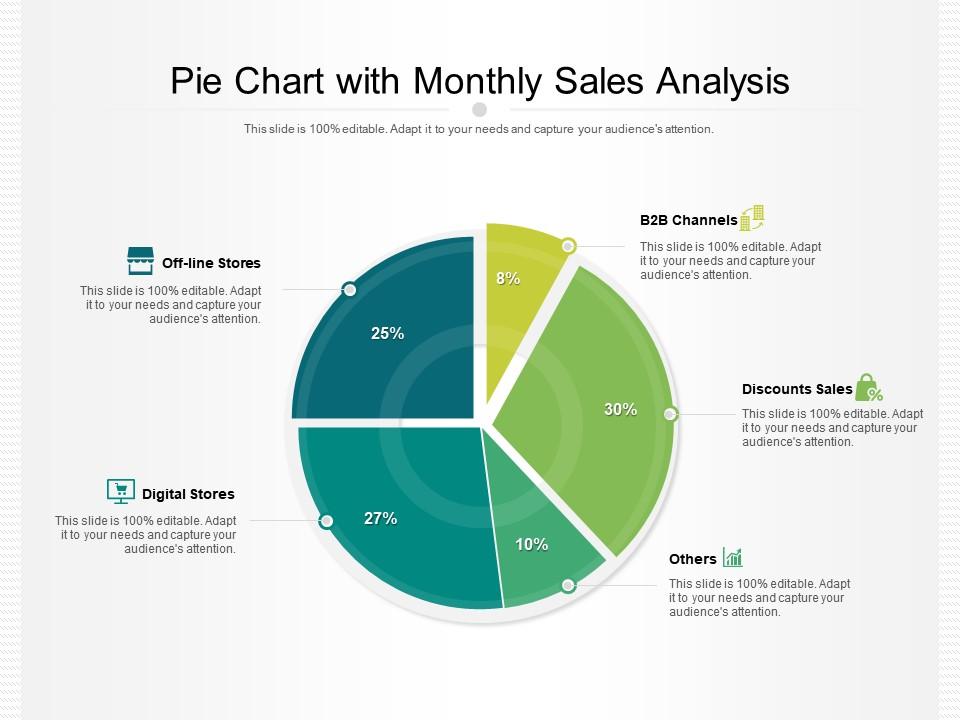 Pie Chart with Monthly Sales Analysis
This slide is 100% editable. Adapt it to your needs and capture your audience's attention.
B2B Channels
This slide is 100% editable. Adapt
it to your needs and capture your
audience's attention.
Off-line Stores
This slide is 100% editable. Adapt
it to your needs and capture your
audience's attention.
8%
25%
30%
Discounts Sales
This slide is 100% editable. Adapt
it to your needs and capture your
audience's attention.
Digital Stores
This slide is 100% editable. Adapt
it to your needs and capture your
audience's attention.
27%
10%
Others
This slide is 100% editable. Adapt
it to your needs and capture your
audience's attention.